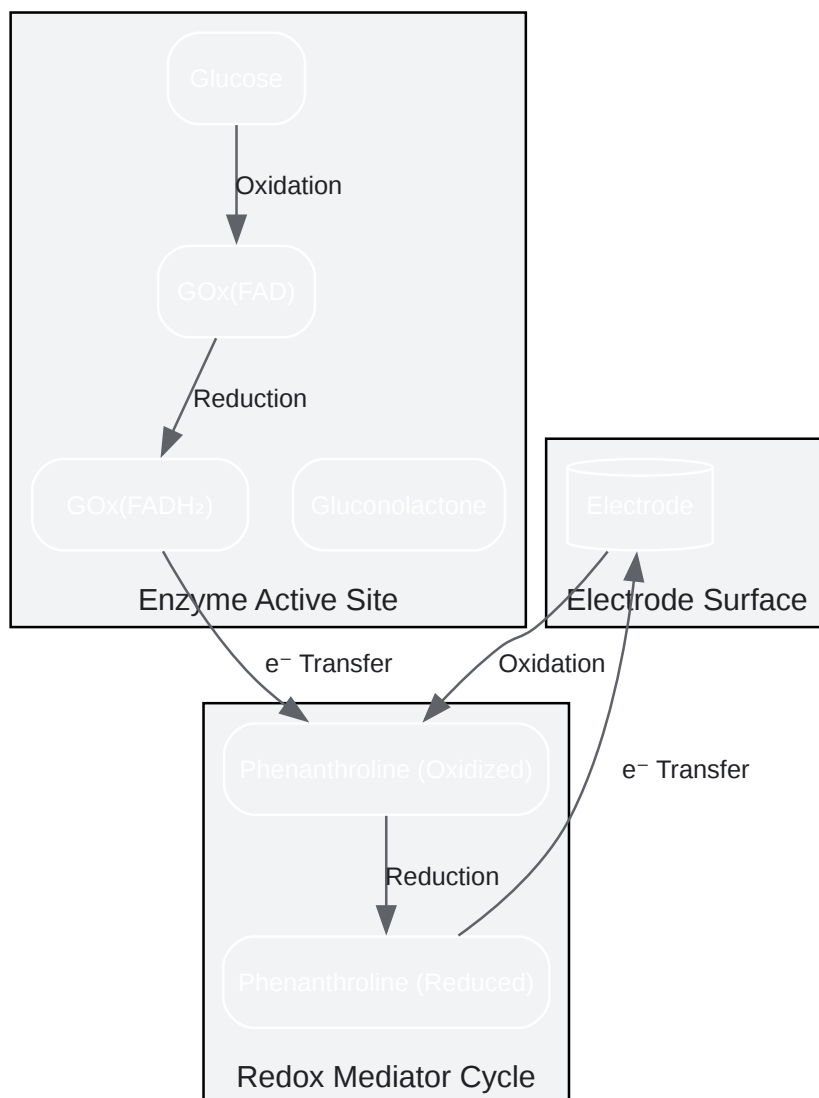 Glucose
Oxidation
GOx(FAD)
Reduction
GOx(FADH₂)
Gluconolactone
Electrode
Enzyme Active Site
Electrode Surface
e⁻ Transfer
Oxidation
Phenanthroline (Oxidized)
e⁻ Transfer
Reduction
Phenanthroline (Reduced)
Redox Mediator Cycle